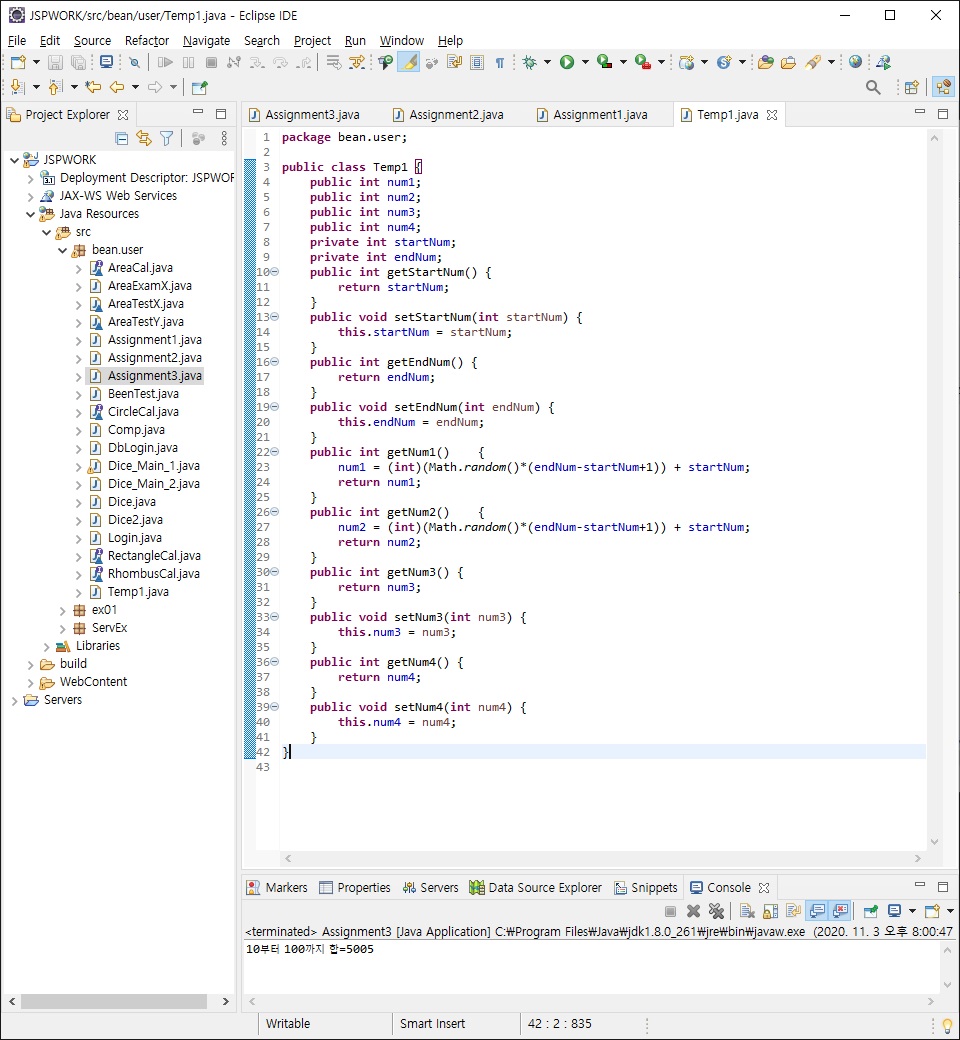 JSPWORK/src/bean/user/Temp1.java - Eclipse IDE
File Edit Source Refactor Navigate Search Project Run Window Help
Project Explorer
JSPWORK
Deployment Descriptor: JSPWOR
JAX-WS Web Services
Java Resources
src
bean.user
AreaCal.java
AreaExamX.java
AreaTestX.java
AreaTestY.java
Assignment1.java
Assignment2.java
Assignment3.java
BeenTest.java
CircleCal.java
Comp.java
DbLogin.java
Dice_Main_1.java
Dice_Main_2.java
Dice.java
Dice2.java
Login.java
RectangleCal.java
RhombusCal.java
Temp1.java
ex01
ServEx
Libraries
build
WebContent
Servers
Assignment3.java Assignment2.java Assignment1.java Temp1.java
1 package bean.user;
2
3 public class Temp1 {
4     public int num1;
5     public int num2;
6     public int num3;
7     public int num4;
8     private int startNum;
9     private int endNum;
10     public int getStartNum() {
11         return startNum;
12     }
13     public void setStartNum(int startNum) {
14         this.startNum = startNum;
15     }
16     public int getEndNum() {
17         return endNum;
18     }
19     public void setEndNum(int endNum) {
20         this.endNum = endNum;
21     }
22     public int getNum1()    {
23         num1 = (int)(Math.random()*(endNum-startNum+1)) + startNum;
24         return num1;
25     }
26     public int getNum2()    {
27         num2 = (int)(Math.random()*(endNum-startNum+1)) + startNum;
28         return num2;
29     }
30     public int getNum3() {
31         return num3;
32     }
33     public void setNum3(int num3) {
34         this.num3 = num3;
35     }
36     public int getNum4() {
37         return num4;
38     }
39     public void setNum4(int num4) {
40         this.num4 = num4;
41     }
42 }
43
Markers Properties Servers Data Source Explorer Snippets Console
<terminated> Assignment3 [Java Application] C:₩Program Files₩Java₩jdk1.8.0_261₩jre₩bin₩javaw.exe (2020. 11. 3 오후 8:00:47
10부터 100까지 합=5005
Writable Smart Insert 42 : 2 : 835